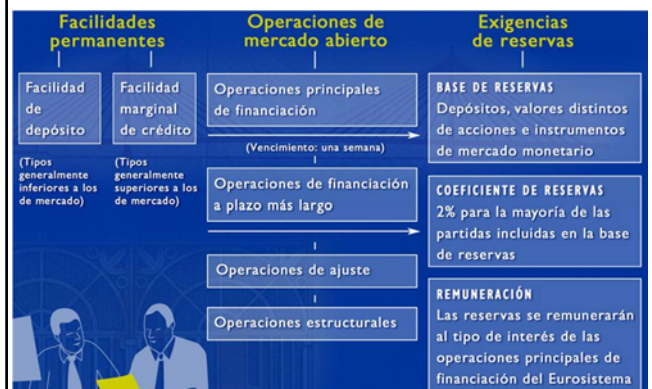 Facilidades
permanentes
Facilidad
de
depósito
(Tipos
generalmente
inferiores a los
de mercado)
Facilidad
marginal
de crédito
(Tipos
generalmente
superiores a los
de mercado)
Operaciones de
mercado abierto
Operaciones principales
de financiación
(Vencimiento: una semana)
Operaciones de financiación
a plazo más largo
Operaciones de ajuste
Operaciones estructurales
Exigencias
de reservas
BASE DE RESERVAS
Depósitos, valores distintos
de acciones e instrumentos
de mercado monetario
COEFICIENTE DE RESERVAS
2% para la mayoría de las
partidas incluidas en la base
de reservas
REMUNERACIÓN
Las reservas se remunerarán
al tipo de interés de las
operaciones principales de
financiación del Eurosistema